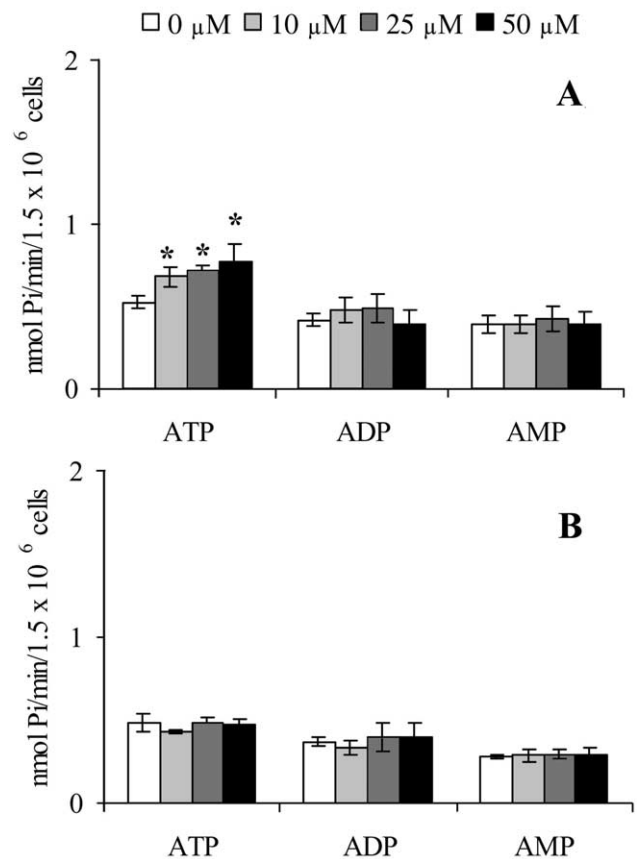 0 µM 10 µM 25 µM 50 µM
2
A
nmol Pi/min/1.5 x 10 6 cells
1
* * *
0
ATP ADP AMP
2
B
nmol Pi/min/1.5 x 10 6 cells
1
0
ATP ADP AMP